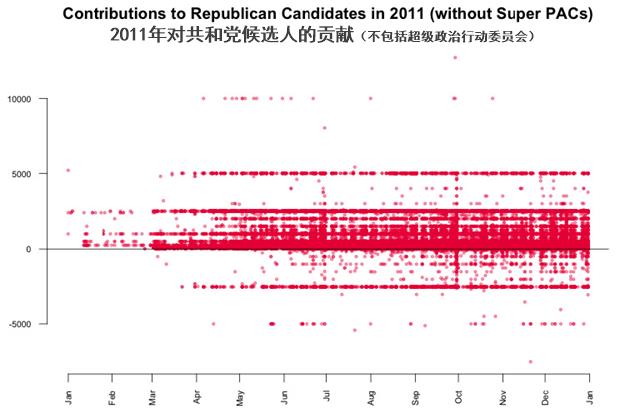 Contributions to Republican Candidates in 2011 (without Super PACs)
2011年对共和党候选人的贡献（不包括超级政治行动委员会）
10000
5000
0
-5000
Jan Feb Mar Apr May Jun Jul Aug Sep Oct Nov Dec Jan